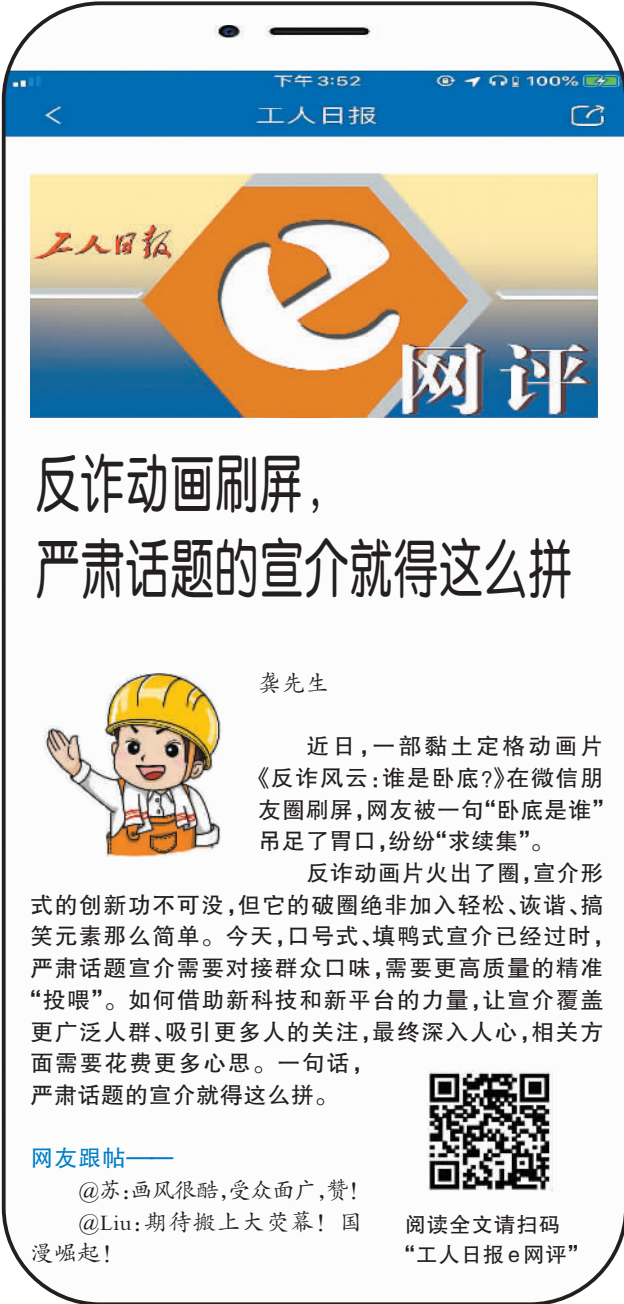 下午3:52
100%
工人日报
工人日报
e
网评
反诈动画刷屏，
严肃话题的宣介就得这么拼
龚先生
近日，一部黏土定格动画片
《反诈风云：谁是卧底？》在微信朋
友圈刷屏，网友被一句“卧底是谁”
吊足了胃口，纷纷“求续集”。
反诈动画片火出了圈，宣介形
式的创新功不可没，但它的破圈绝非加入轻松、诙谐、搞
笑元素那么简单。今天，口号式、填鸭式宣介已经过时，
严肃话题宣介需要对接群众口味，需要更高质量的精准
“投喂”。如何借助新科技和新平台的力量，让宣介覆盖
更广泛人群、吸引更多人的关注，最终深入人心，相关方
面需要花费更多心思。一句话，
严肃话题的宣介就得这么拼。
网友跟帖——
@苏：画风很酷，受众面广，赞！
@Liu：期待搬上大荧幕！国
漫崛起！
阅读全文请扫码
“工人日报e网评”